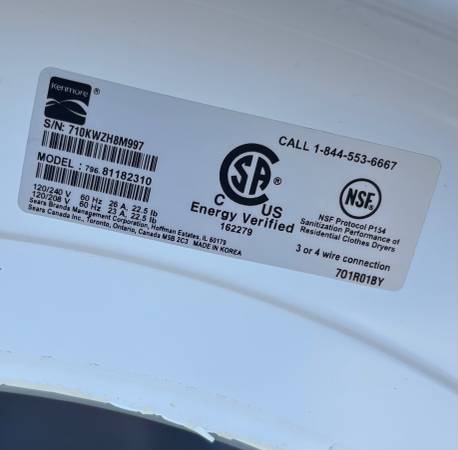 Kenmore ®
S/N: 710KWZH8M997
MODEL : 796.81182310
120/240 V 60 Hz 26 A. 22.5 lb
120/208 V 60 Hz 23 A. 22.5 lb
Sears Brands Management Corporation, Hoffman Estates, IL 60179
Sears Canada Inc., Toronto, Ontario, Canada M5B 2C3 MADE IN KOREA
CSA ®
C US
Energy Verified
162279
CALL 1-844-553-6667
NSF ®
NSF Protocol P154
Sanitization Performance of
Residential Clothes Dryers
3 or 4 wire connection
701R01BY